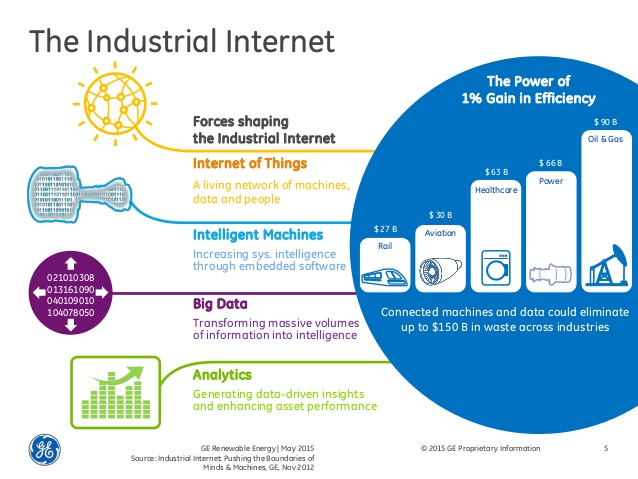 The Industrial Internet
The Power of
1% Gain in Efficiency
Forces shaping
the Industrial Internet
Internet of Things
A living network of machines,
data and people
Intelligent Machines
Increasing sys. intelligence
through embedded software
021010308
013161090
040109010
104078050
Big Data
Transforming massive volumes
of information into intelligence
Analytics
Generating data-driven insights
and enhancing asset performance
$ 27 B
Rail
$ 30 B
Aviation
$ 63 B
Healthcare
$ 66 B
Power
$ 90 B
Oil & Gas
Connected machines and data could eliminate
up to $150 B in waste across industries
GE
GE Renewable Energy | May 2015
Source: Industrial Internet: Pushing the Boundaries of
Minds & Machines, GE, Nov 2012
© 2015 GE Proprietary Information
5